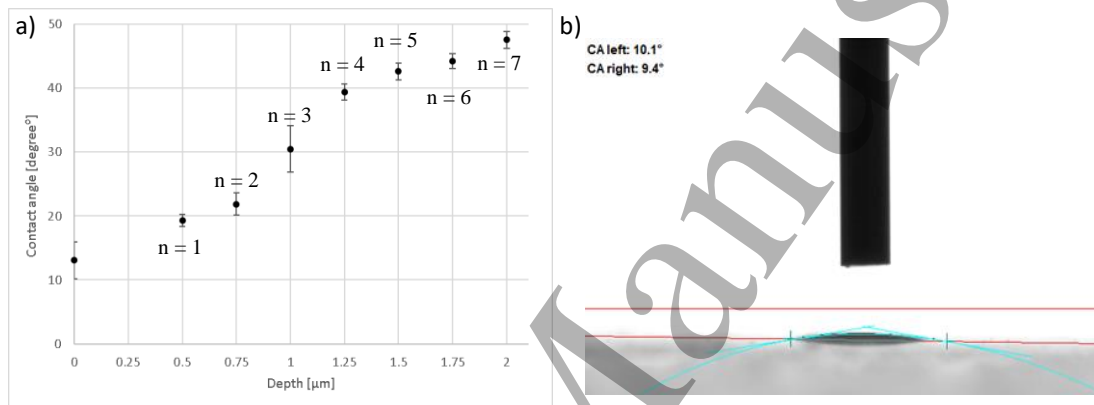 a)
50
40
30
20
10
0
Contact angle [degree°]
n = 1
n = 2
n = 3
n = 4
n = 5
n = 6
n = 7
0 0.25 0.5 0.75 1 1.25 1.5 1.75 2
Depth [µm]
b)
CA left: 10.1°
CA right: 9.4°
Manus